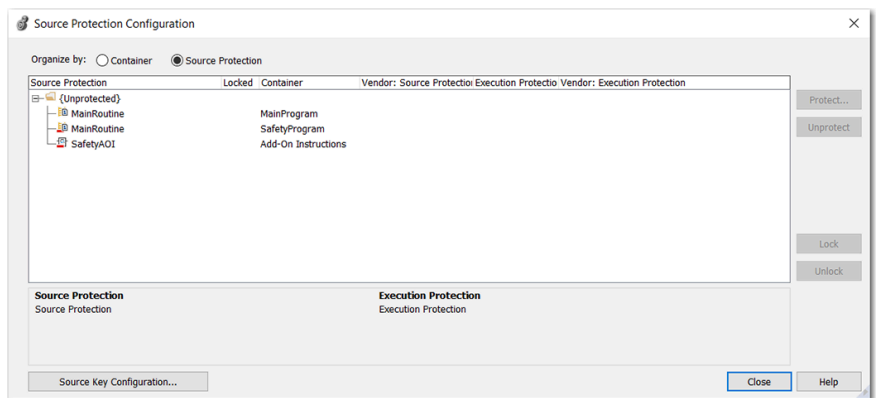 Source Protection Configuration
Organize by: Container Source Protection
Source Protection Locked Container Vendor: Source Protectio Execution Protectio Vendor: Execution Protection
{Unprotected}
MainRoutine MainProgram
MainRoutine SafetyProgram
SafetyAOI Add-On Instructions
Protect...
Unprotect
Lock
Unlock
Source Protection Execution Protection
Source Protection Execution Protection
Source Key Configuration... Close Help